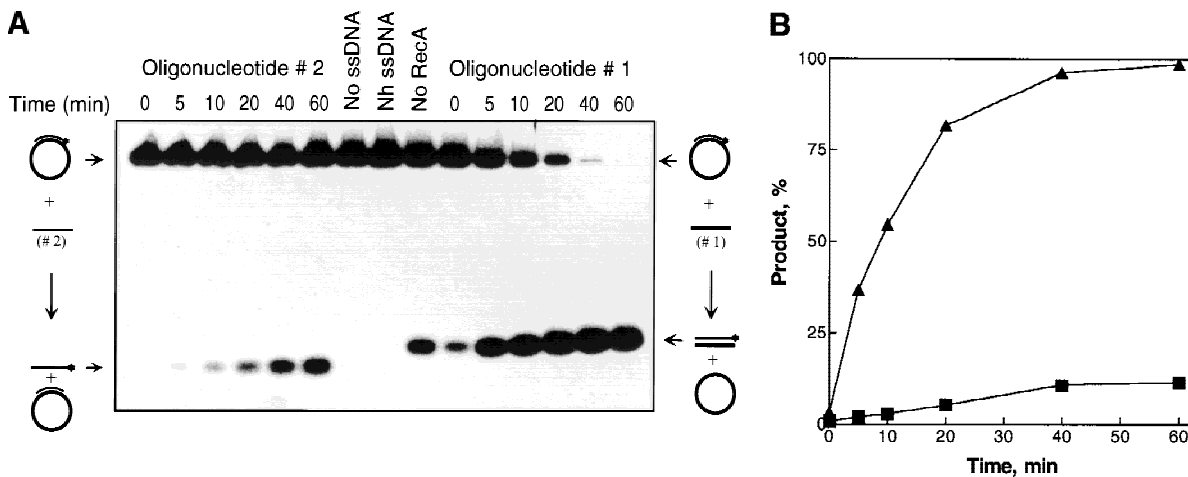 A
Oligonucleotide # 2
No ssDNA
Nh ssDNA
No RecA
Oligonucleotide # 1
Time (min) 0 5 10 20 40 60 0 5 10 20 40 60
+
(# 2)
+
+
(# 1)
+
B
Product, %
100
75
50
25
0
0 10 20 30 40 50 60
Time, min